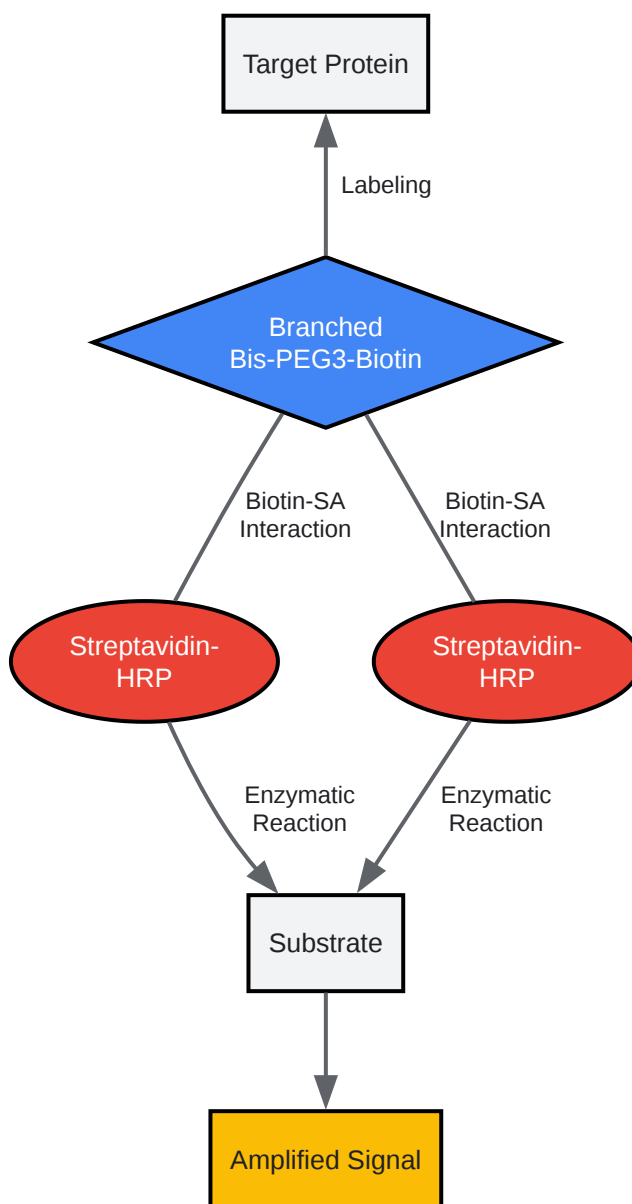 Target Protein
Labeling
Branched
Bis-PEG3-Biotin
Biotin-SA
Interaction
Biotin-SA
Interaction
Streptavidin-
HRP
Streptavidin-
HRP
Enzymatic
Reaction
Enzymatic
Reaction
Substrate
Amplified Signal